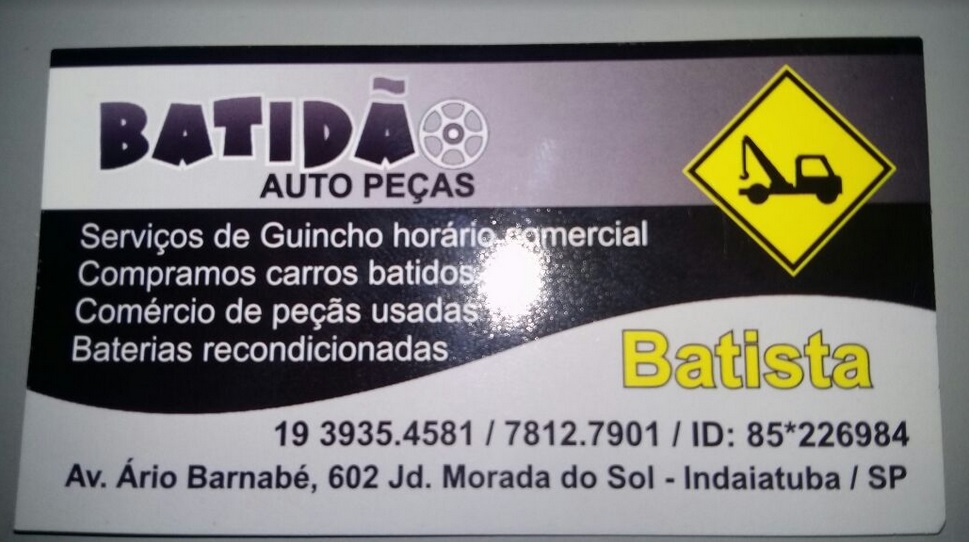 BATIDÃO
AUTO PEÇAS
Serviços de Guincho horário comercial
Compramos carros batidos
Comércio de peçãs usadas
Baterias recondicionadas
Batista
19 3935.4581 / 7812.7901 / ID: 85*226984
Av. Ário Barnabé, 602 Jd. Morada do Sol - Indaiatuba / SP